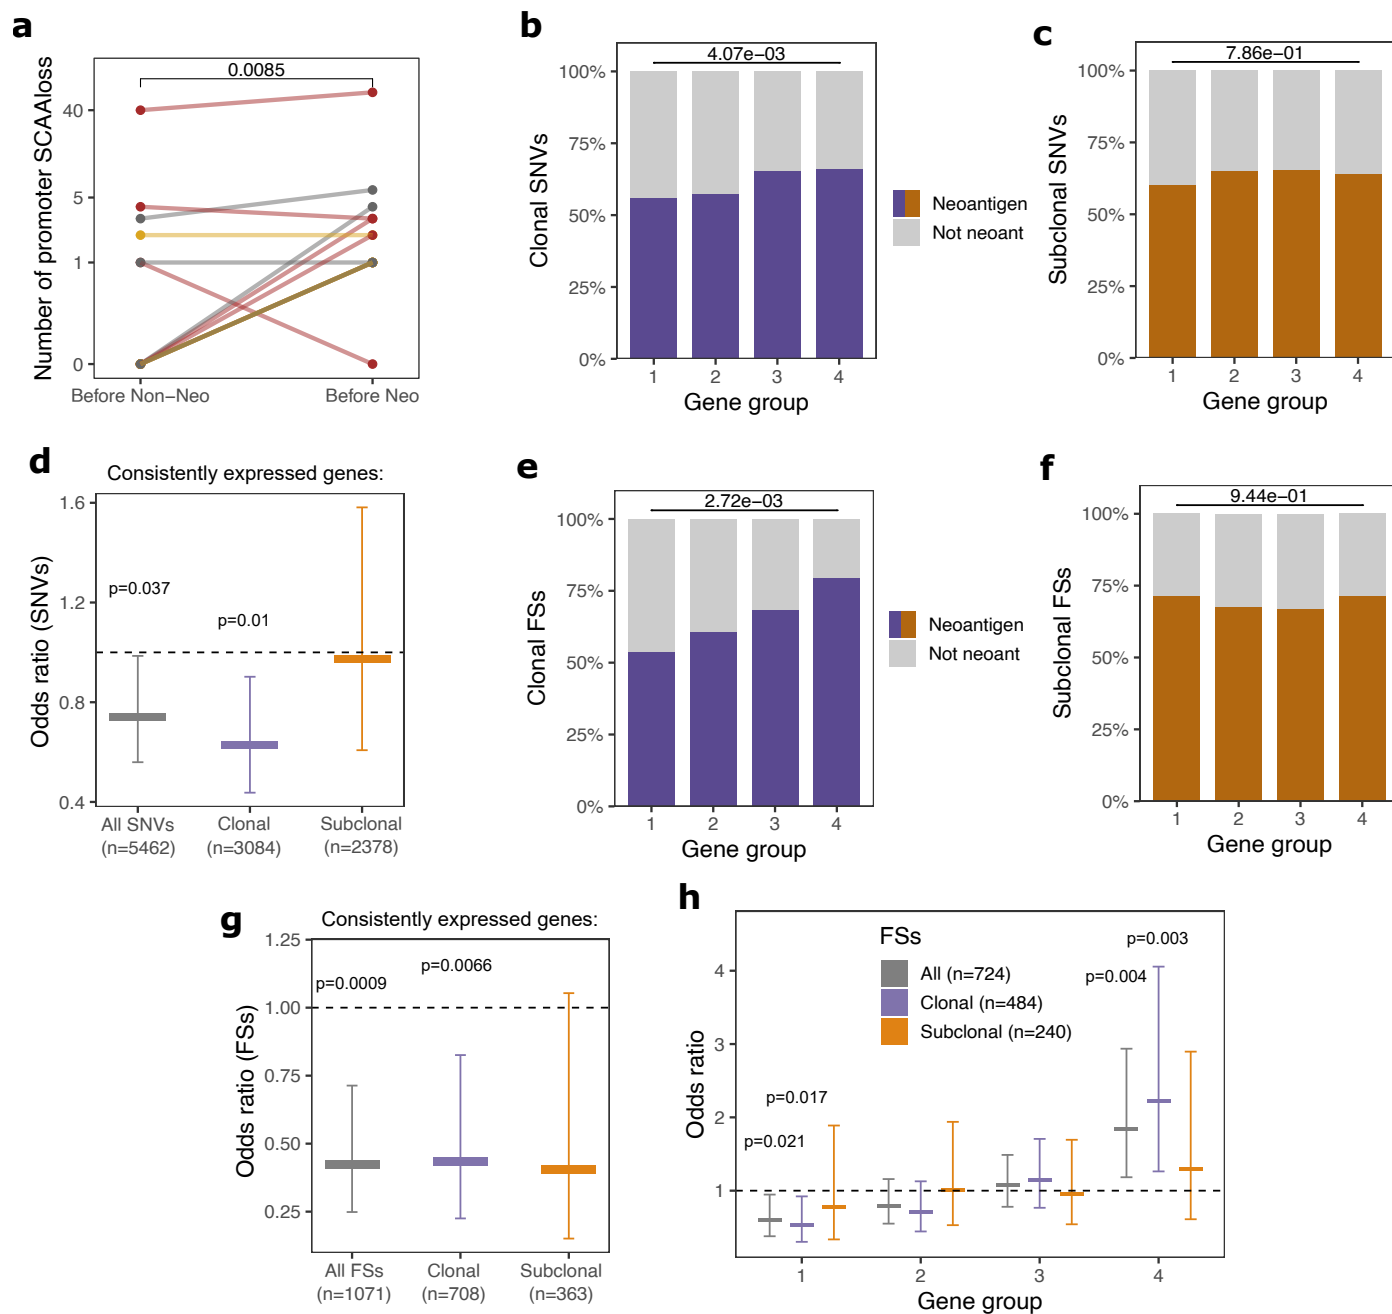 a
0.0085
Number of promoter SCAAloss
40
5
1
0
Before Non−Neo
Before Neo
b
4.07e−03
Clonal SNVs
100%
75%
50%
25%
0%
1
2
3
4
Gene group
Neoantigen
Not neoant
c
7.86e−01
Subclonal SNVs
100%
75%
50%
25%
0%
1
2
3
4
Gene group
d
Consistently expressed genes:
Odds ratio (SNVs)
1.6
1.2
0.8
0.4
p=0.037
p=0.01
All SNVs
(n=5462)
Clonal
(n=3084)
Subclonal
(n=2378)
e
2.72e−03
Clonal FSs
100%
75%
50%
25%
0%
1
2
3
4
Gene group
Neoantigen
Not neoant
f
9.44e−01
Subclonal FSs
100%
75%
50%
25%
0%
1
2
3
4
Gene group
g
Consistently expressed genes:
Odds ratio (FSs)
1.25
1.00
0.75
0.50
0.25
p=0.0009
p=0.0066
All FSs
(n=1071)
Clonal
(n=708)
Subclonal
(n=363)
h
Odds ratio
4
3
2
1
FSs
All (n=724)
Clonal (n=484)
Subclonal (n=240)
p=0.003
p=0.004
p=0.017
p=0.021
1
2
3
4
Gene group